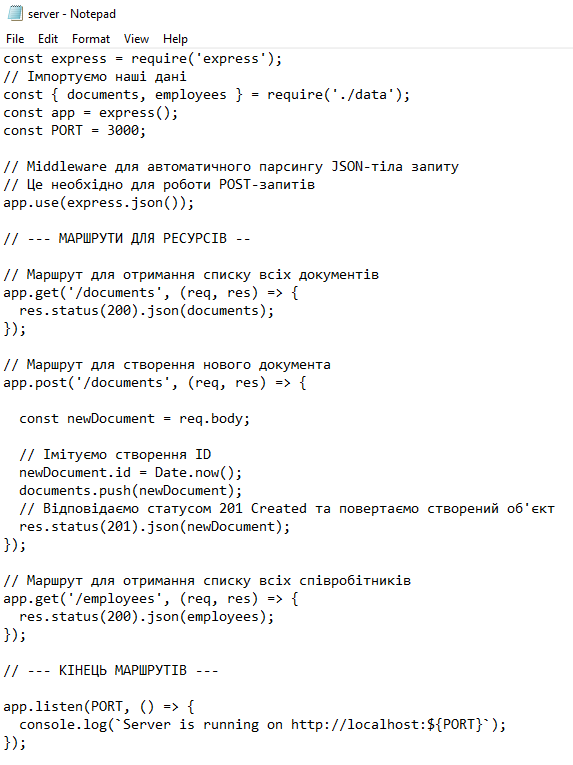 server - Notepad
File Edit Format View Help
const express = require('express');
// Імпортуємо наші дані
const { documents, employees } = require('./data');
const app = express();
const PORT = 3000;

// Middleware для автоматичного парсингу JSON-тіла запиту
// Це необхідно для роботи POST-запитів
app.use(express.json());

// --- МАРШРУТИ ДЛЯ РЕСУРСІВ --

// Маршрут для отримання списку всіх документів
app.get('/documents', (req, res) => {
  res.status(200).json(documents);
});

// Маршрут для створення нового документа
app.post('/documents', (req, res) => {

  const newDocument = req.body;

  // Імітуємо створення ID
  newDocument.id = Date.now();
  documents.push(newDocument);
  // Відповідаємо статусом 201 Created та повертаємо створений об'єкт
  res.status(201).json(newDocument);
});

// Маршрут для отримання списку всіх співробітників
app.get('/employees', (req, res) => {
  res.status(200).json(employees);
});

// --- КІНЕЦЬ МАРШРУТІВ ---

app.listen(PORT, () => {
  console.log(`Server is running on http://localhost:${PORT}`);
});